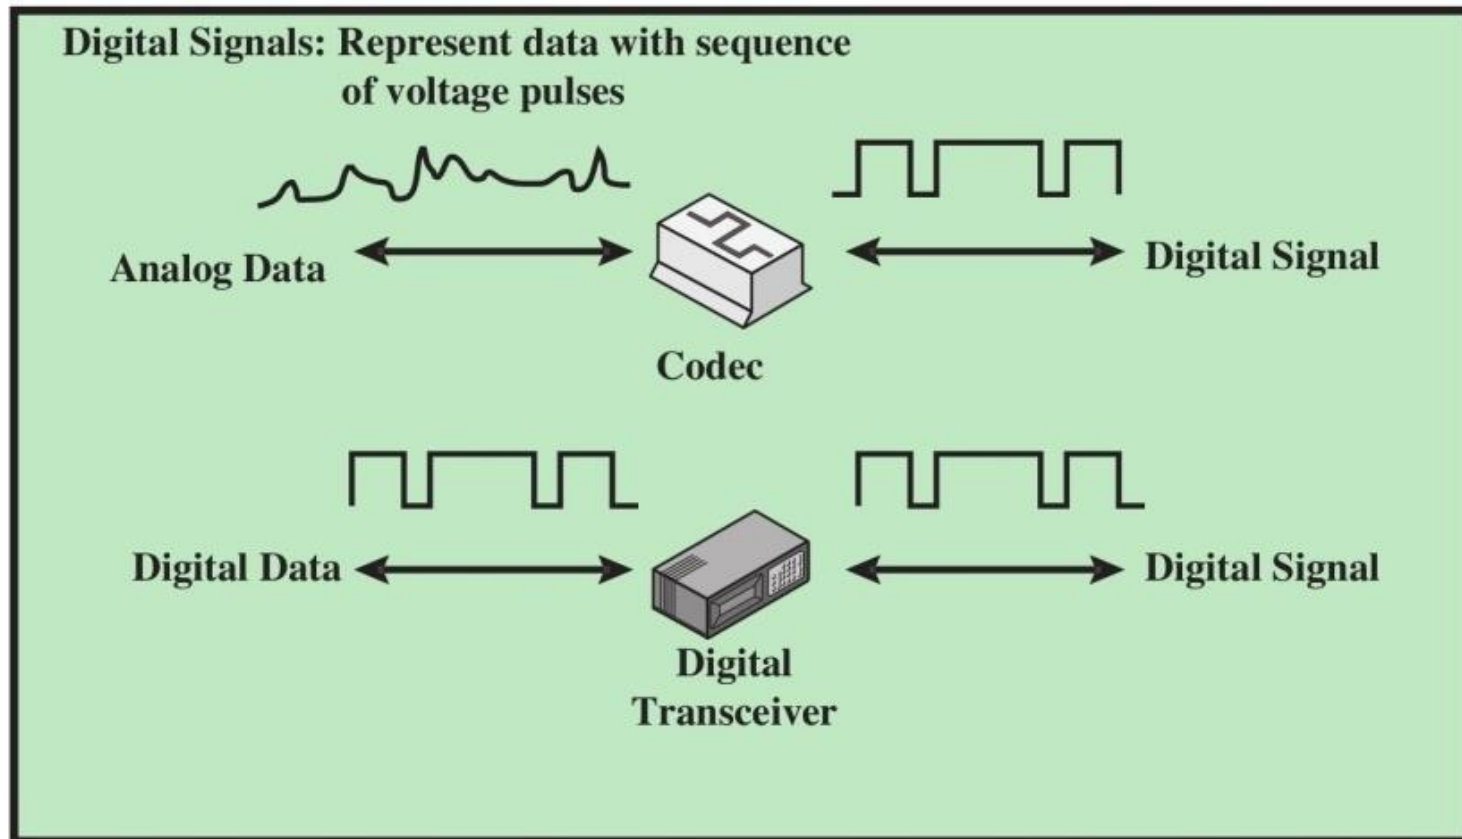 Digital Signals: Represent data with sequence
of voltage pulses
Analog Data
Digital Signal
Codec
Digital Data
Digital Signal
Digital
Transceiver